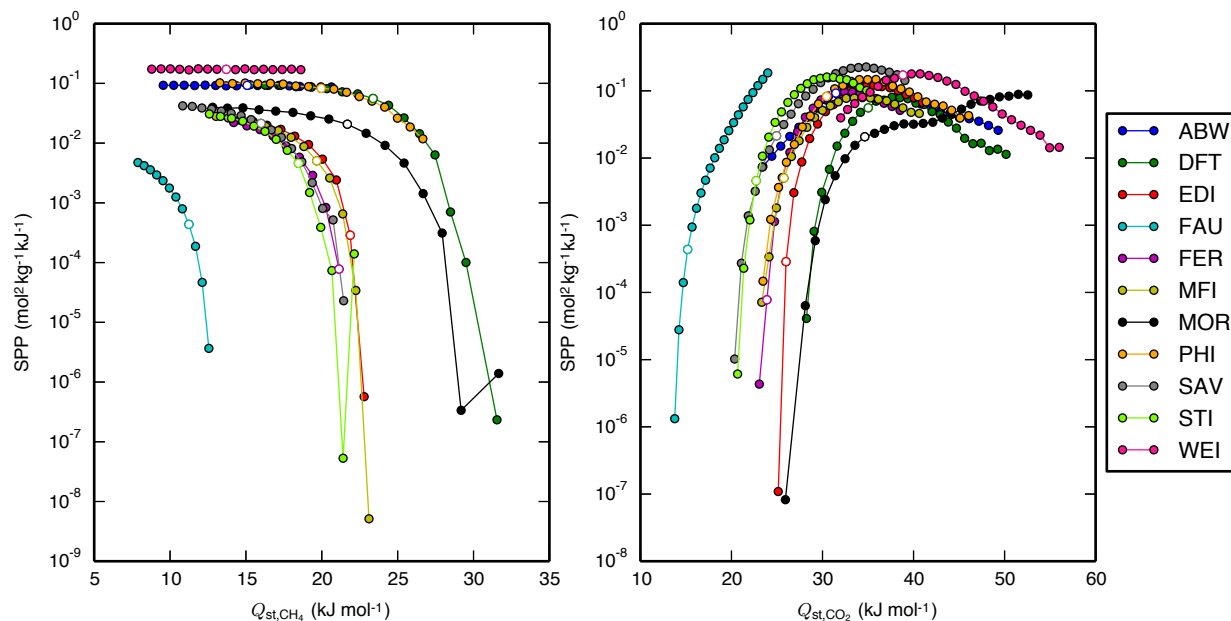 10⁰
10⁻¹
10⁻²
10⁻³
10⁻⁴
10⁻⁵
10⁻⁶
10⁻⁷
10⁻⁸
10⁻⁹
SPP (mol² kg⁻¹ kJ⁻¹)
5 10 15 20 25 30 35
Q st,CH₄ (kJ mol⁻¹)
10⁰
10⁻¹
10⁻²
10⁻³
10⁻⁴
10⁻⁵
10⁻⁶
10⁻⁷
10⁻⁸
SPP (mol² kg⁻¹ kJ⁻¹)
10 20 30 40 50 60
Q st,CO₂ (kJ mol⁻¹)
ABW
DFT
EDI
FAU
FER
MFI
MOR
PHI
SAV
STI
WEI